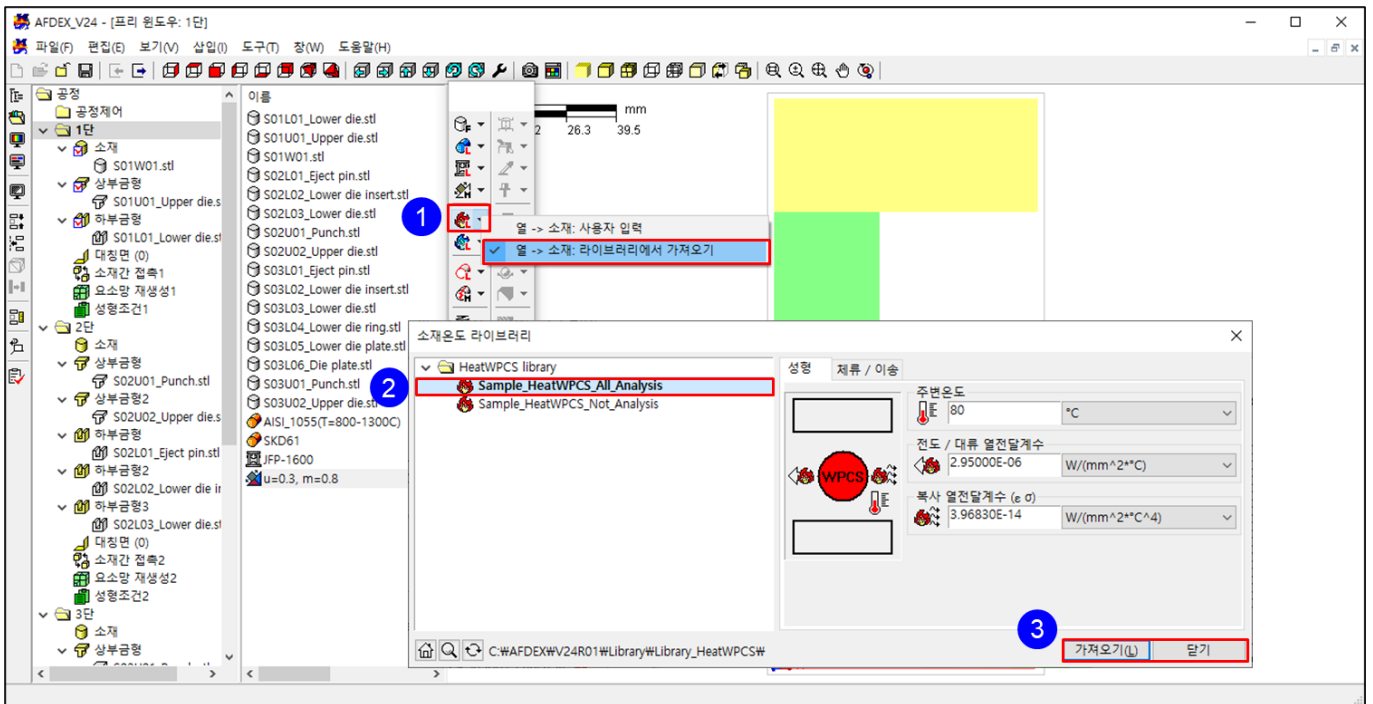 AFDEX_V24 - [프리 윈도우: 1단]
파일(F) 편집(E) 보기(V) 삽입(I) 도구(T) 창(W) 도움말(H)
공정
공정제어
1단
소재
S01W01.stl
상부금형
S01U01_Upper die.s
하부금형
S01L01_Lower die.st
대칭면 (0)
소재간 접촉1
요소망 재생성1
성형조건1
2단
소재
상부금형
S02U01_Punch.stl
상부금형2
S02U02_Upper die.s
하부금형
S02L01_Eject pin.stl
하부금형2
S02L02_Lower die ir
하부금형3
S02L03_Lower die.st
대칭면 (0)
소재간 접촉2
요소망 재생성2
성형조건2
3단
소재
상부금형
이름
S01L01_Lower die.stl
S01U01_Upper die.stl
S01W01.stl
S02L01_Eject pin.stl
S02L02_Lower die insert.stl
S02L03_Lower die.stl
S02U01_Punch.stl
S02U02_Upper die.stl
S03L01_Eject pin.stl
S03L02_Lower die insert.stl
S03L03_Lower die.stl
S03L04_Lower die ring.stl
S03L05_Lower die plate.stl
S03L06_Die plate.stl
S03U01_Punch.stl
S03U02_Upper die.stl
AISI_1055(T=800-1300C)
SKD61
JFP-1600
u=0.3, m=0.8
mm
2 26.3 39.5
1
열 -> 소재: 사용자 입력
열 -> 소재: 라이브러리에서 가져오기
소재온도 라이브러리
HeatWPCS library
2
Sample_HeatWPCS_All_Analysis
Sample_HeatWPCS_Not_Analysis
성형 체류 / 이송
WPCS
주변온도
80 °C
전도 / 대류 열전달계수
2.95000E-06 W/(mm^2*°C)
복사 열전달계수 (ε σ)
3.96830E-14 W/(mm^2*°C^4)
3
C:₩AFDEX₩V24R01₩Library₩Library_HeatWPCS₩
가져오기(L) 닫기